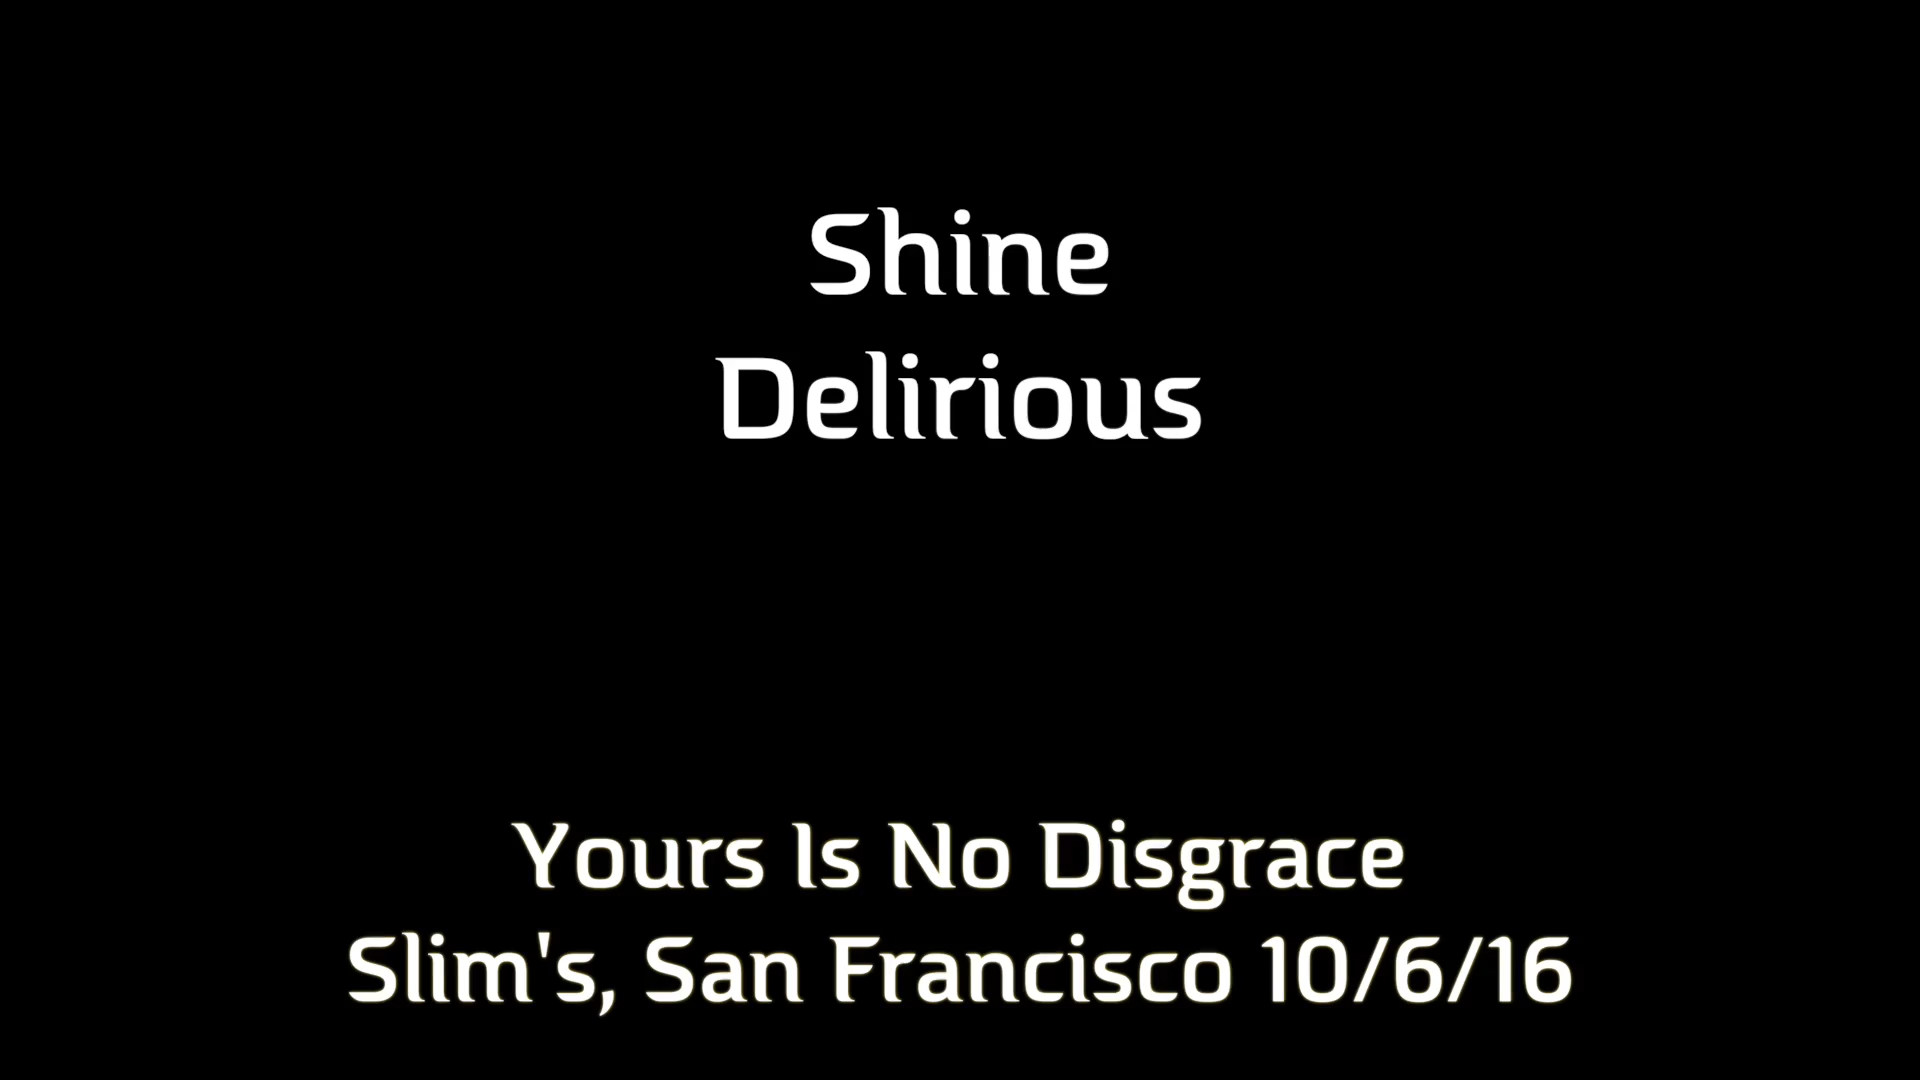 Shine
Delirious
Yours Is No Disgrace
Slim's, San Francisco 10/6/16